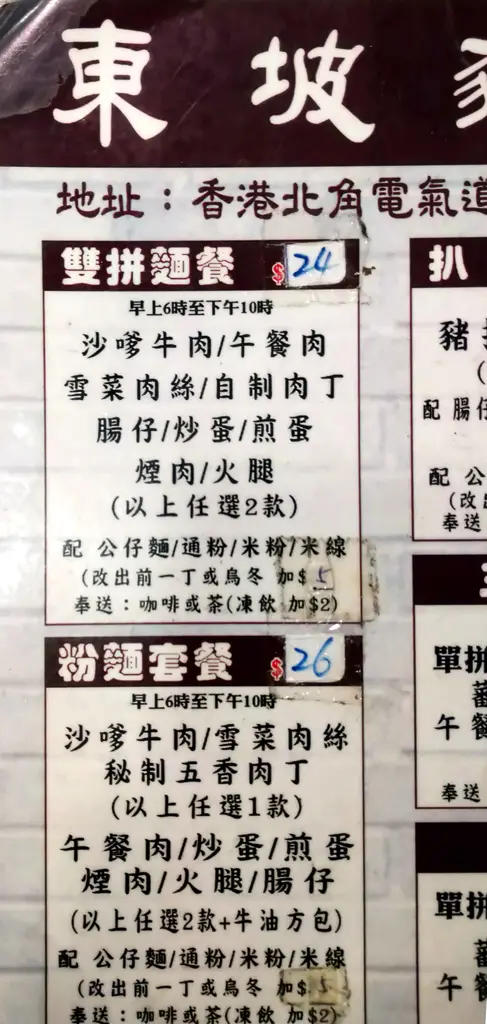 東坡
地址：香港北角電氣道
雙拼麵餐 $24
早上6時至下午10時
沙嗲牛肉/午餐肉
雪菜肉絲/自制肉丁
腸仔/炒蛋/煎蛋
煙肉/火腿
(以上任選2款)
配 公仔麵/通粉/米粉/米線
(改出前一丁或烏冬 加$5
奉送：咖啡或茶(凍飲 加$2)
粉麵套餐 $26
早上6時至下午10時
沙嗲牛肉/雪菜肉絲
秘制五香肉丁
(以上任選1款)
午餐肉/炒蛋/煎蛋
煙肉/火腿/腸仔
(以上任選2款+牛油方包)
配 公仔麵/通粉/米粉/米線
(改出前一丁或烏冬 加$5
奉送：咖啡或茶(凍飲 加$2)
扒
豬
(
配 腸仔
配 公
(改
奉送
單拼
蕃
午餐
奉送
單拼
蕃
午餐